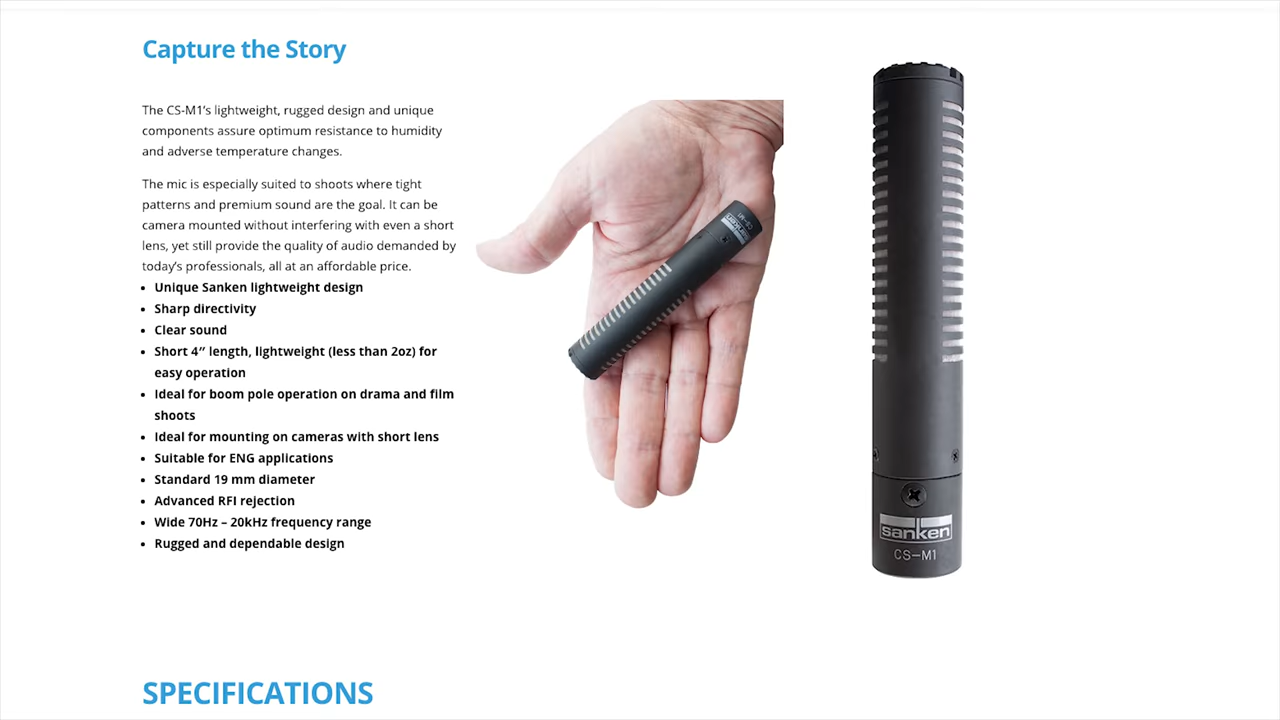 Capture the Story
The CS-M1’s lightweight, rugged design and unique
components assure optimum resistance to humidity
and adverse temperature changes.
The mic is especially suited to shoots where tight
patterns and premium sound are the goal. It can be
camera mounted without interfering with even a short
lens, yet still provide the quality of audio demanded by
today’s professionals, all at an affordable price.
• Unique Sanken lightweight design
• Sharp directivity
• Clear sound
• Short 4″ length, lightweight (less than 2oz) for
easy operation
• Ideal for boom pole operation on drama and film
shoots
• Ideal for mounting on cameras with short lens
• Suitable for ENG applications
• Standard 19 mm diameter
• Advanced RFI rejection
• Wide 70Hz – 20kHz frequency range
• Rugged and dependable design
sanken
CS-M1
sanken
CS-M1
SPECIFICATIONS